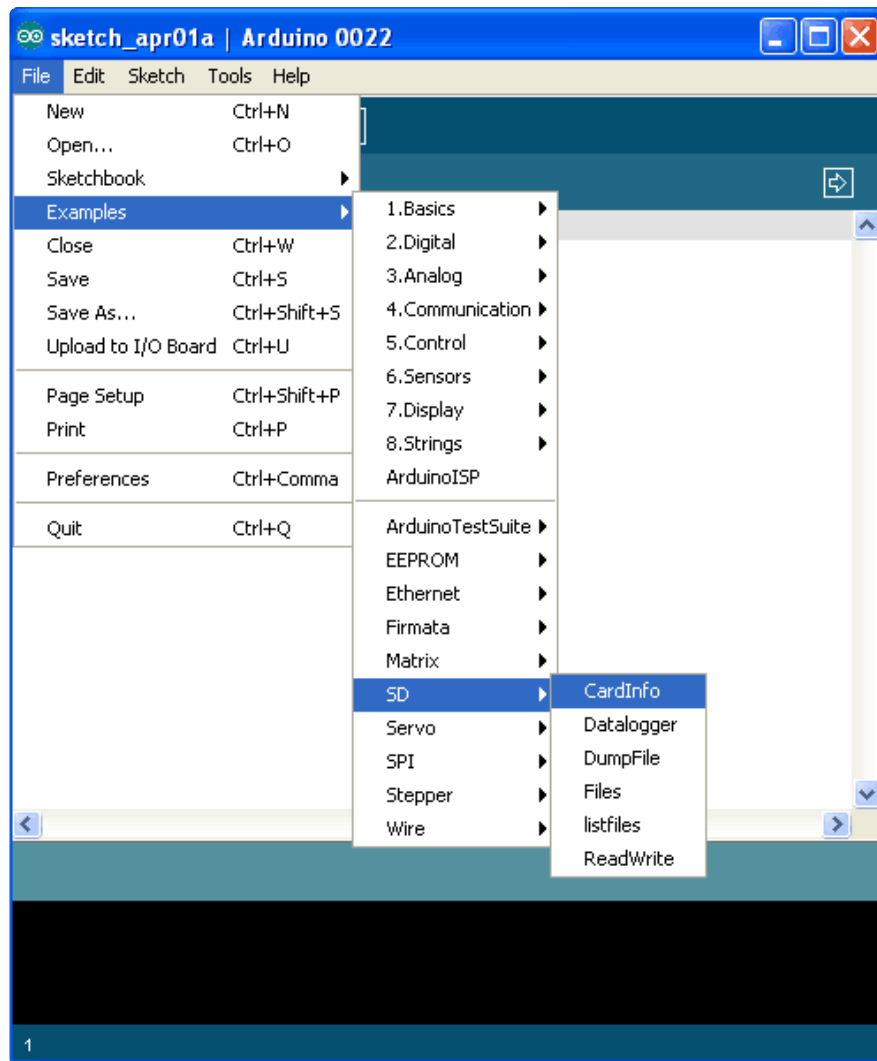 sketch_apr01a | Arduino 0022
File Edit Sketch Tools Help
New Ctrl+N
Open... Ctrl+O
Sketchbook
Examples
Close Ctrl+W
Save Ctrl+S
Save As... Ctrl+Shift+S
Upload to I/O Board Ctrl+U
Page Setup Ctrl+Shift+P
Print Ctrl+P
Preferences Ctrl+Comma
Quit Ctrl+Q
1.Basics
2.Digital
3.Analog
4.Communication
5.Control
6.Sensors
7.Display
8.Strings
ArduinoISP
ArduinoTestSuite
EEPROM
Ethernet
Firmata
Matrix
SD
Servo
SPI
Stepper
Wire
CardInfo
Datalogger
DumpFile
Files
listfiles
ReadWrite
1